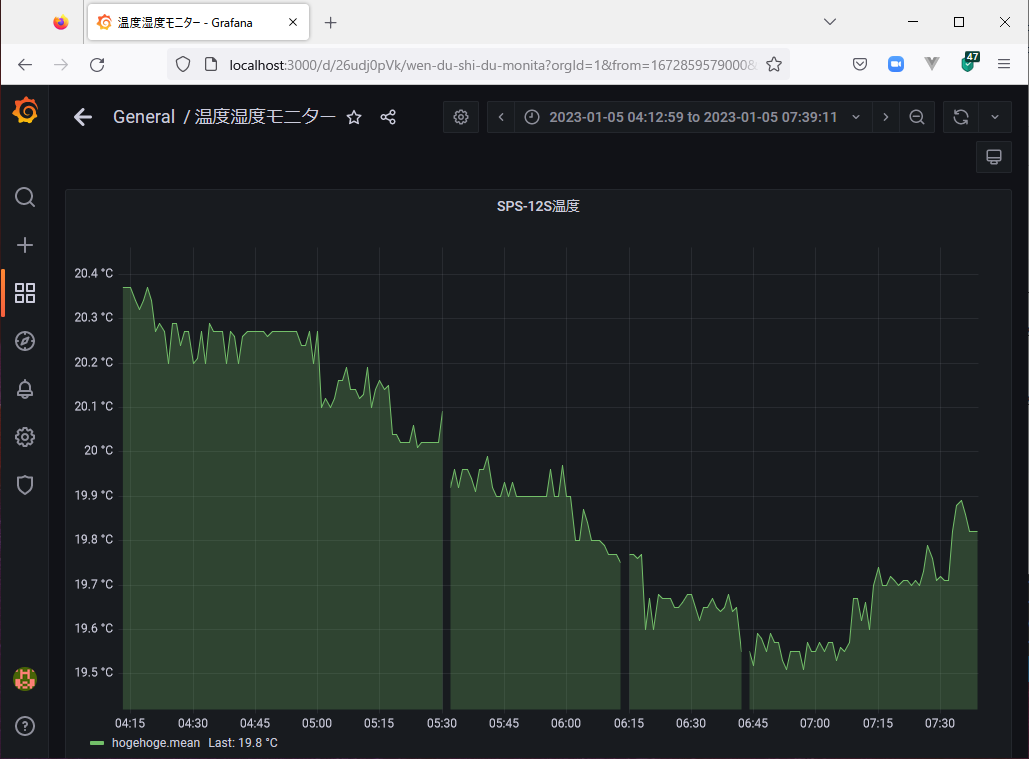 温度湿度モニター - Grafana
localhost:3000/d/26udj0pVk/wen-du-shi-du-monita?orgId=1&from=1672859579000&
47
General / 温度湿度モニター
2023-01-05 04:12:59 to 2023-01-05 07:39:11
SPS-12S温度
20.4 °C
20.3 °C
20.2 °C
20.1 °C
20 °C
19.9 °C
19.8 °C
19.7 °C
19.6 °C
19.5 °C
04:15 04:30 04:45 05:00 05:15 05:30 05:45 06:00 06:15 06:30 06:45 07:00 07:15 07:30
hogehoge.mean Last: 19.8 °C